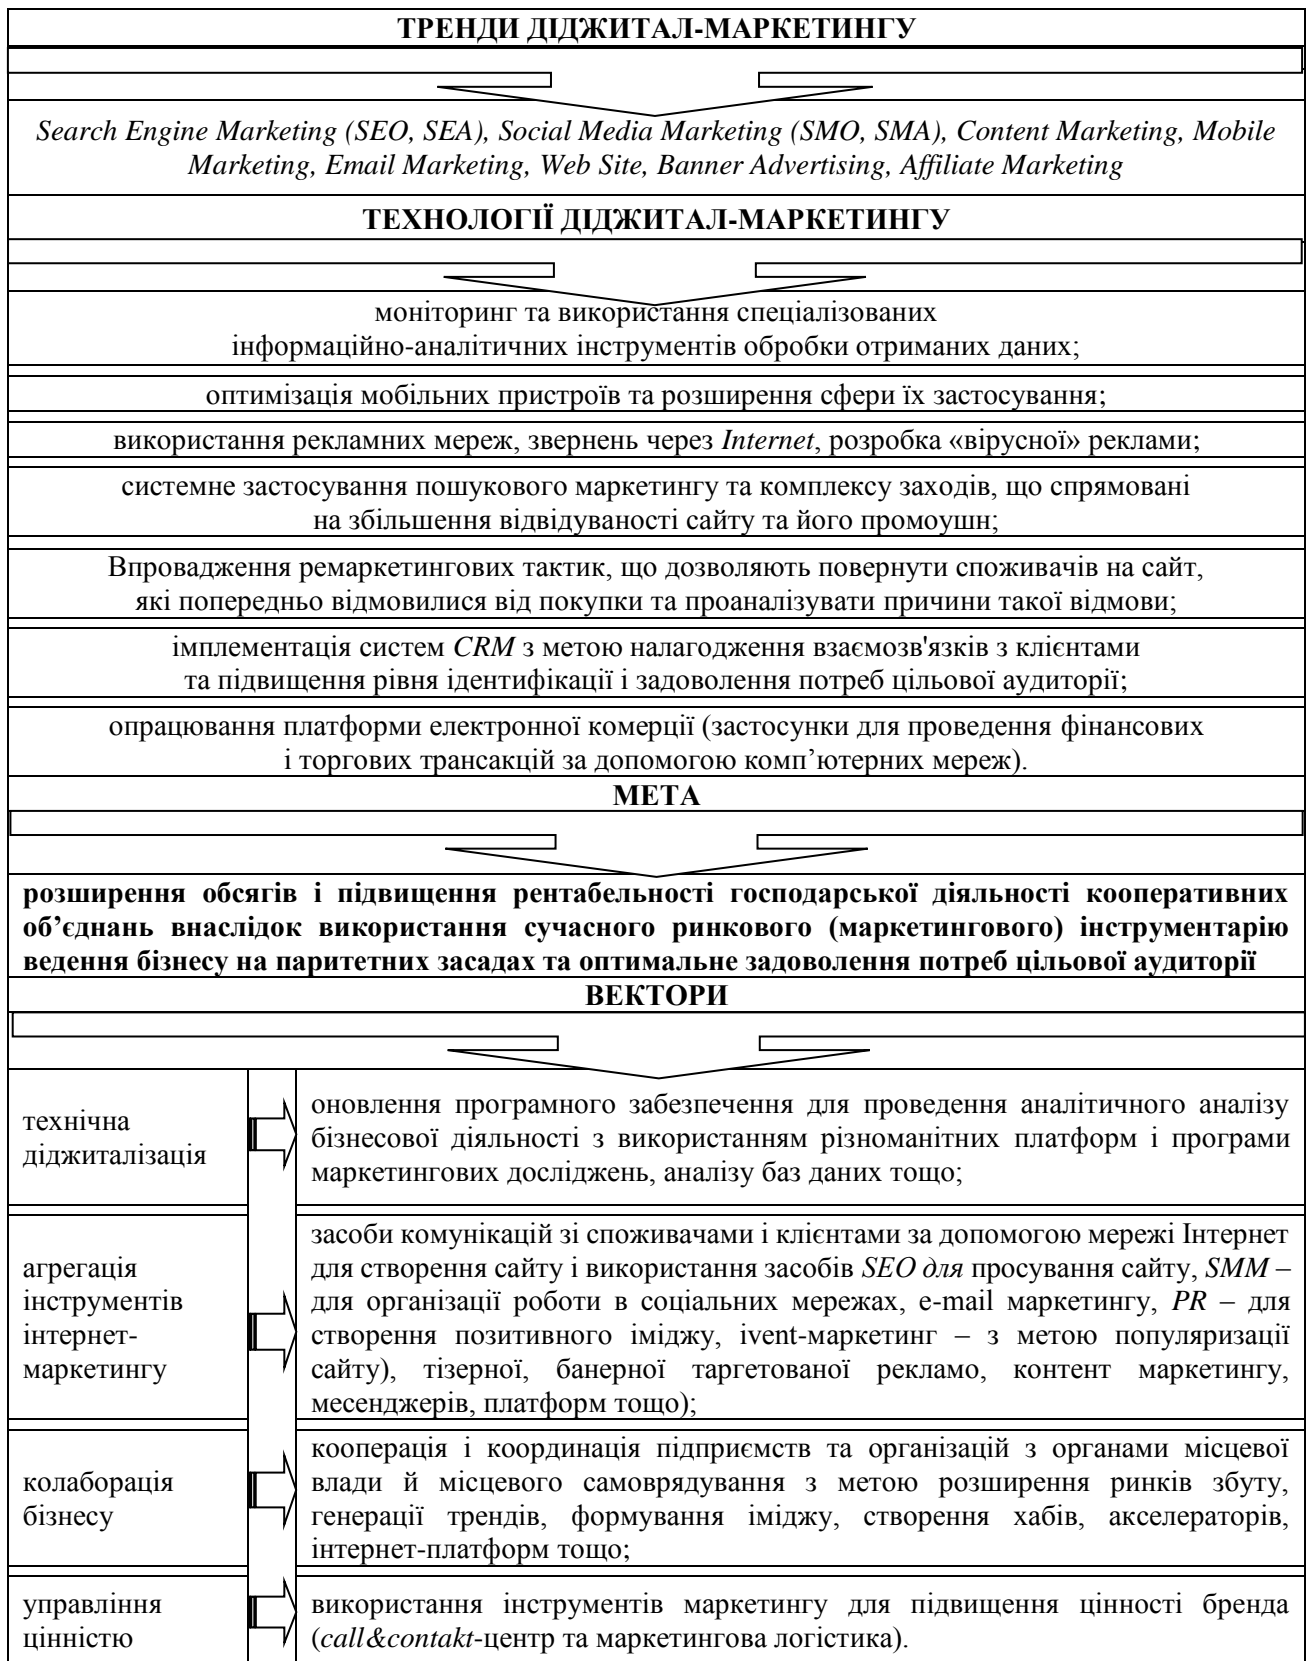 ТРЕНДИ ДІДЖИТАЛ-МАРКЕТИНГУ
Search Engine Marketing (SEO, SEA), Social Media Marketing (SMO, SMA), Content Marketing, Mobile
Marketing, Email Marketing, Web Site, Banner Advertising, Affiliate Marketing
ТЕХНОЛОГІЇ ДІДЖИТАЛ-МАРКЕТИНГУ
моніторинг та використання спеціалізованих
інформаційно-аналітичних інструментів обробки отриманих даних;
оптимізація мобільних пристроїв та розширення сфери їх застосування;
використання рекламних мереж, звернень через Internet, розробка «вірусної» реклами;
системне застосування пошукового маркетингу та комплексу заходів, що спрямовані
на збільшення відвідуваності сайту та його промоушн;
Впровадження ремаркетингових тактик, що дозволяють повернути споживачів на сайт,
які попередньо відмовилися від покупки та проаналізувати причини такої відмови;
імплементація систем CRM з метою налагодження взаємозв'язків з клієнтами
та підвищення рівня ідентифікації і задоволення потреб цільової аудиторії;
опрацювання платформи електронної комерції (застосунки для проведення фінансових
і торгових трансакцій за допомогою комп’ютерних мереж).
МЕТА
розширення обсягів і підвищення рентабельності господарської діяльності кооперативних
об’єднань внаслідок використання сучасного ринкового (маркетингового) інструментарію
ведення бізнесу на паритетних засадах та оптимальне задоволення потреб цільової аудиторії
ВЕКТОРИ
технічна
діджиталізація
оновлення програмного забезпечення для проведення аналітичного аналізу
бізнесової діяльності з використанням різноманітних платформ і програми
маркетингових досліджень, аналізу баз даних тощо;
агрегація
інструментів
інтернет-
маркетингу
засоби комунікацій зі споживачами і клієнтами за допомогою мережі Інтернет
для створення сайту і використання засобів SEO для просування сайту, SMM –
для організації роботи в соціальних мережах, e-mail маркетингу, PR – для
створення позитивного іміджу, ivent-маркетинг – з метою популяризації
сайту), тізерної, банерної таргетованої рекламо, контент маркетингу,
месенджерів, платформ тощо);
колаборація
бізнесу
кооперація і координація підприємств та організацій з органами місцевої
влади й місцевого самоврядування з метою розширення ринків збуту,
генерації трендів, формування іміджу, створення хабів, акселераторів,
інтернет-платформ тощо;
управління
цінністю
використання інструментів маркетингу для підвищення цінності бренда
(call&contakt-центр та маркетингова логістика).